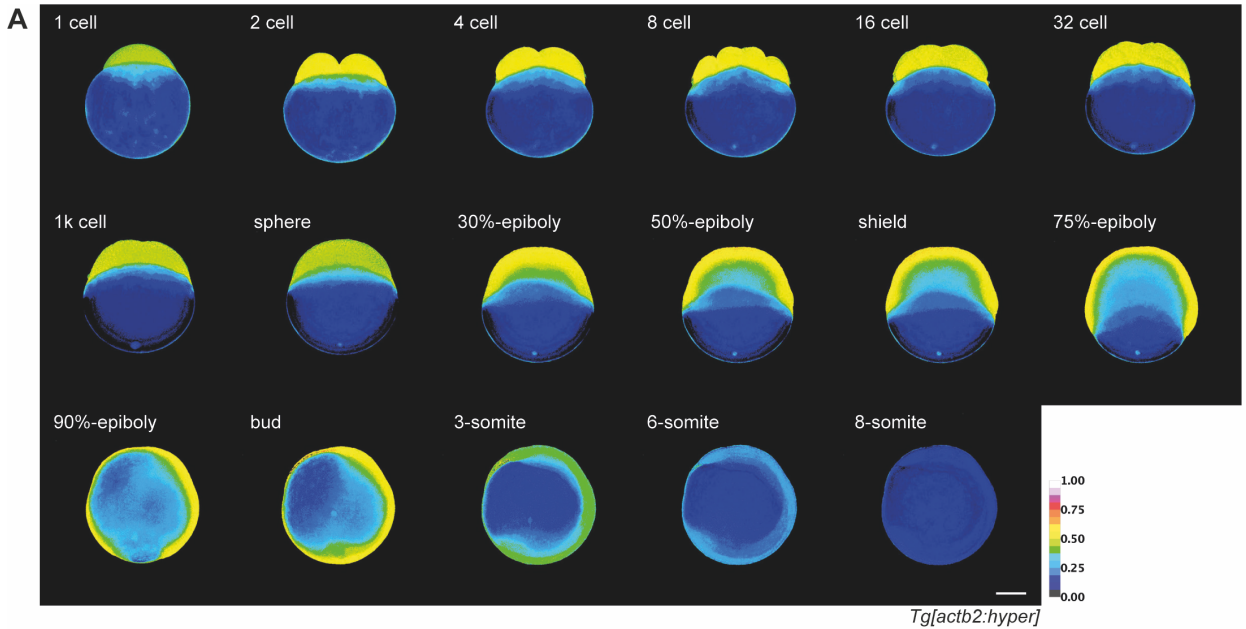 A
1 cell
2 cell
4 cell
8 cell
16 cell
32 cell
1k cell
sphere
30%-epiboly
50%-epiboly
shield
75%-epiboly
90%-epiboly
bud
3-somite
6-somite
8-somite
1.00
0.75
0.50
0.25
0.00
Tg[actb2:hyper]